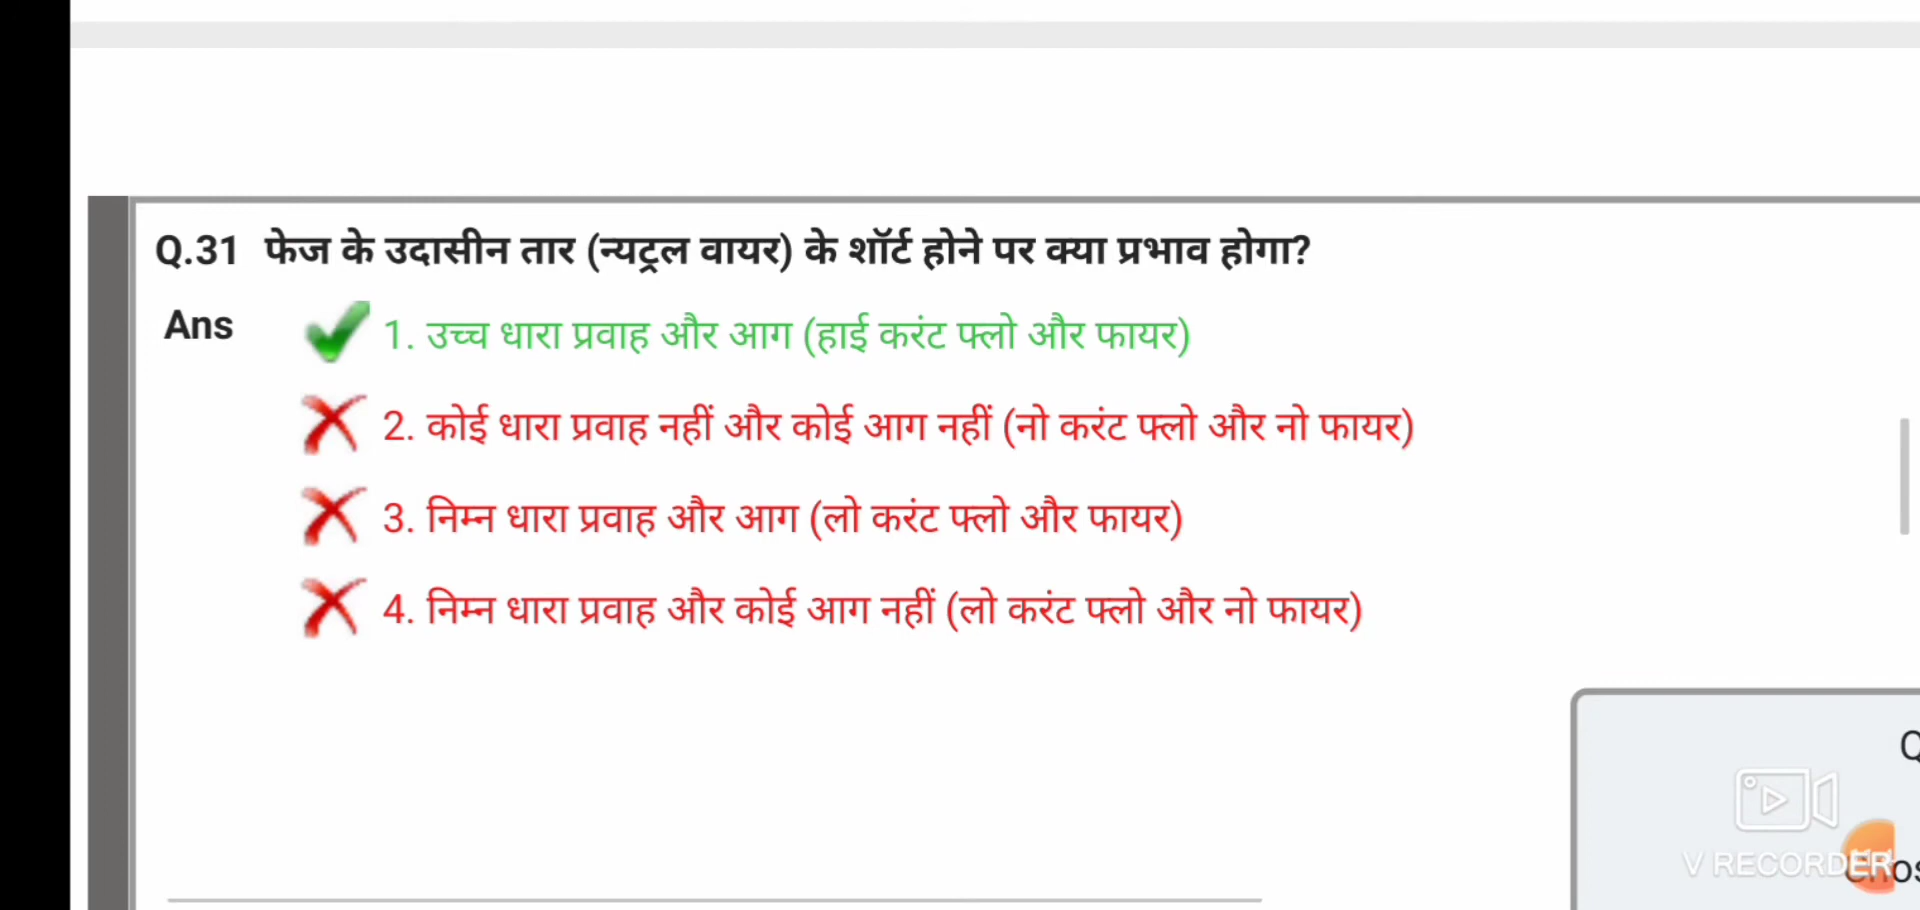 Q.31 फेज के उदासीन तार (न्यट्रल वायर) के शॉर्ट होने पर क्या प्रभाव होगा?
Ans 1. उच्च धारा प्रवाह और आग (हाई करंट फ्लो और फायर)
2. कोई धारा प्रवाह नहीं और कोई आग नहीं (नो करंट फ्लो और नो फायर)
3. निम्न धारा प्रवाह और आग (लो करंट फ्लो और फायर)
4. निम्न धारा प्रवाह और कोई आग नहीं (लो करंट फ्लो और नो फायर)
V RECORDER